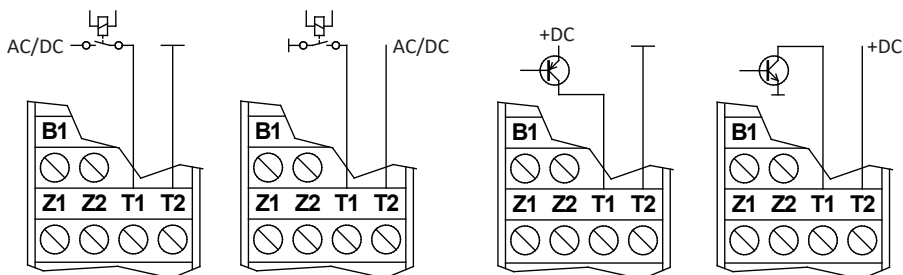 +DC
AC/DC AC/DC +DC
B1 B1 B1 B1
Z1 Z2 T1 T2 Z1 Z2 T1 T2 Z1 Z2 T1 T2 Z1 Z2 T1 T2